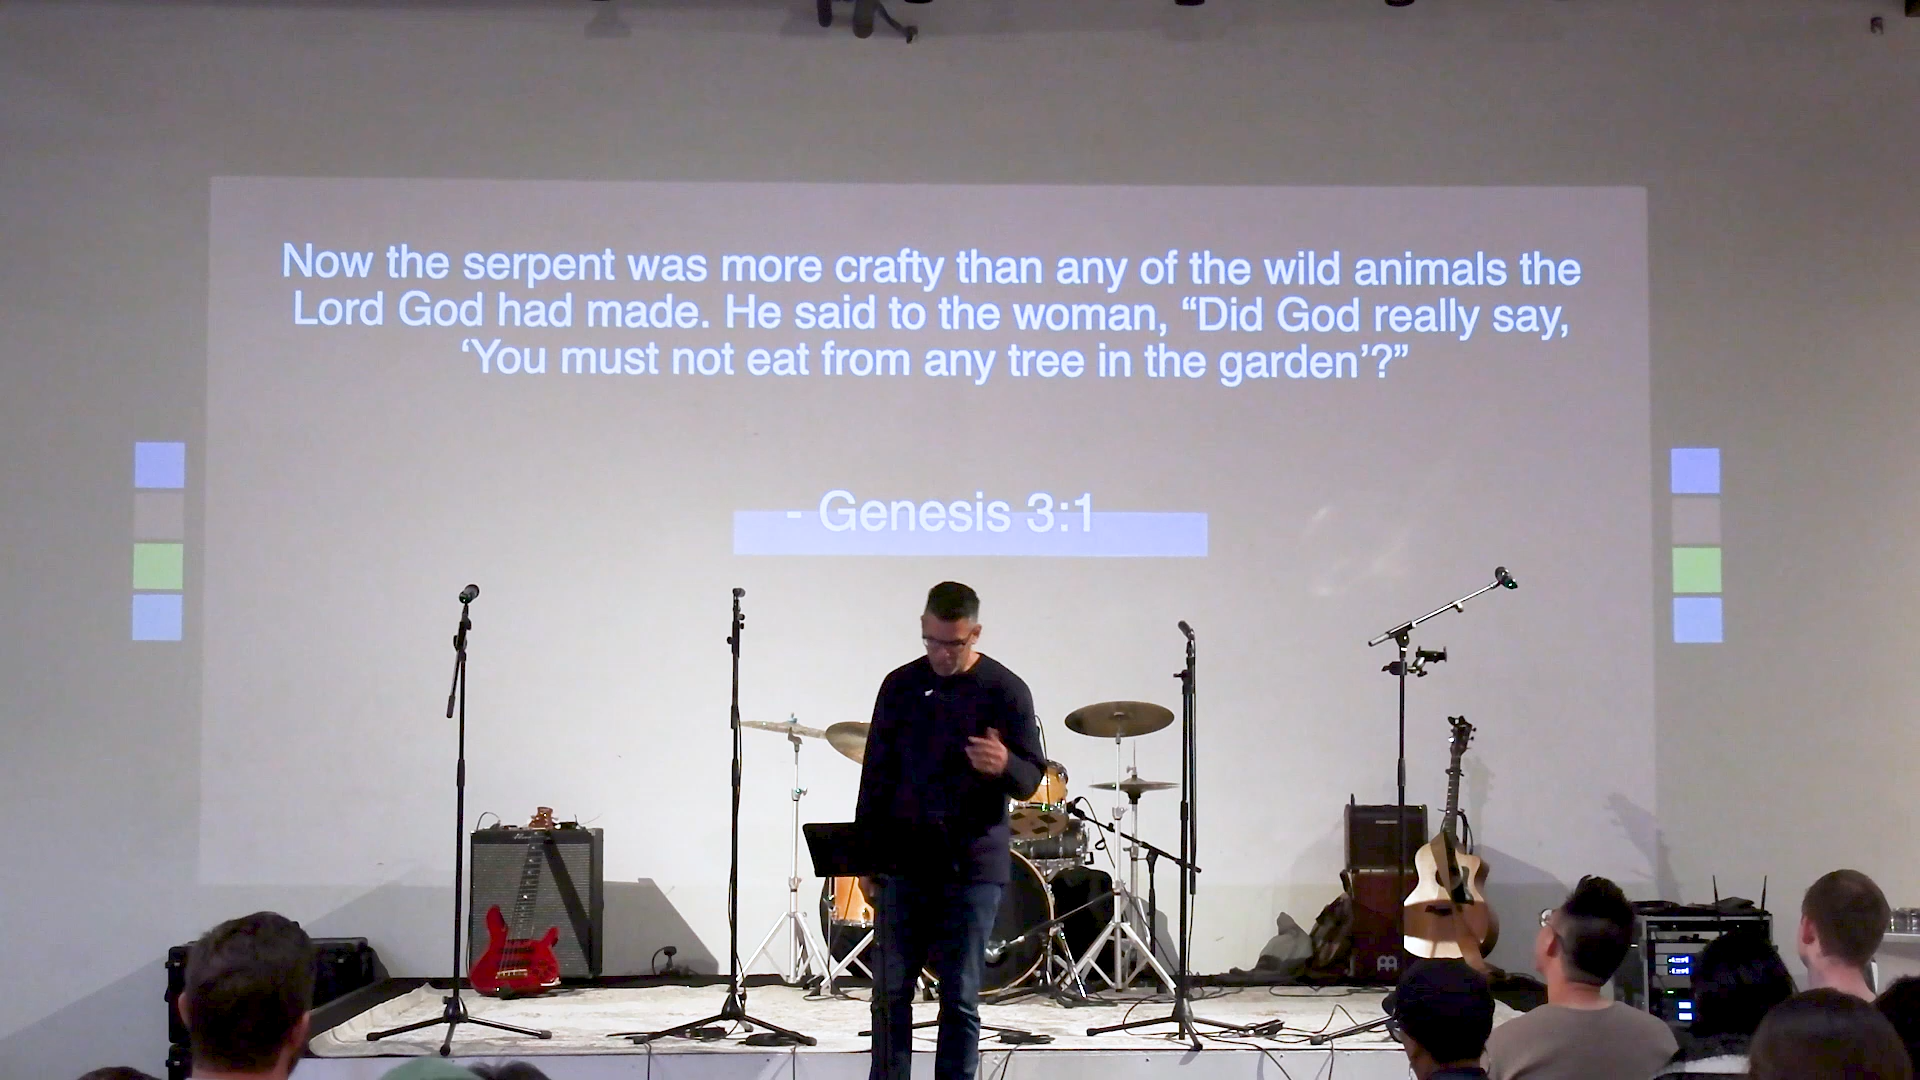 Now the serpent was more crafty than any of the wild animals the
Lord God had made. He said to the woman, “Did God really say,
‘You must not eat from any tree in the garden’?”
- Genesis 3:1